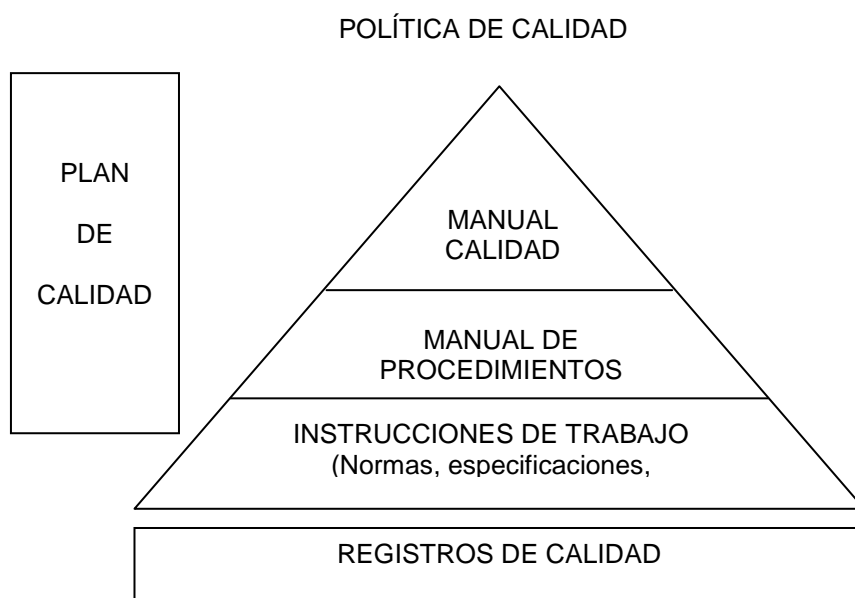 POLÍTICA DE CALIDAD
PLAN
DE
CALIDAD
MANUAL
CALIDAD
MANUAL DE
PROCEDIMIENTOS
INSTRUCCIONES DE TRABAJO
(Normas, especificaciones,
REGISTROS DE CALIDAD